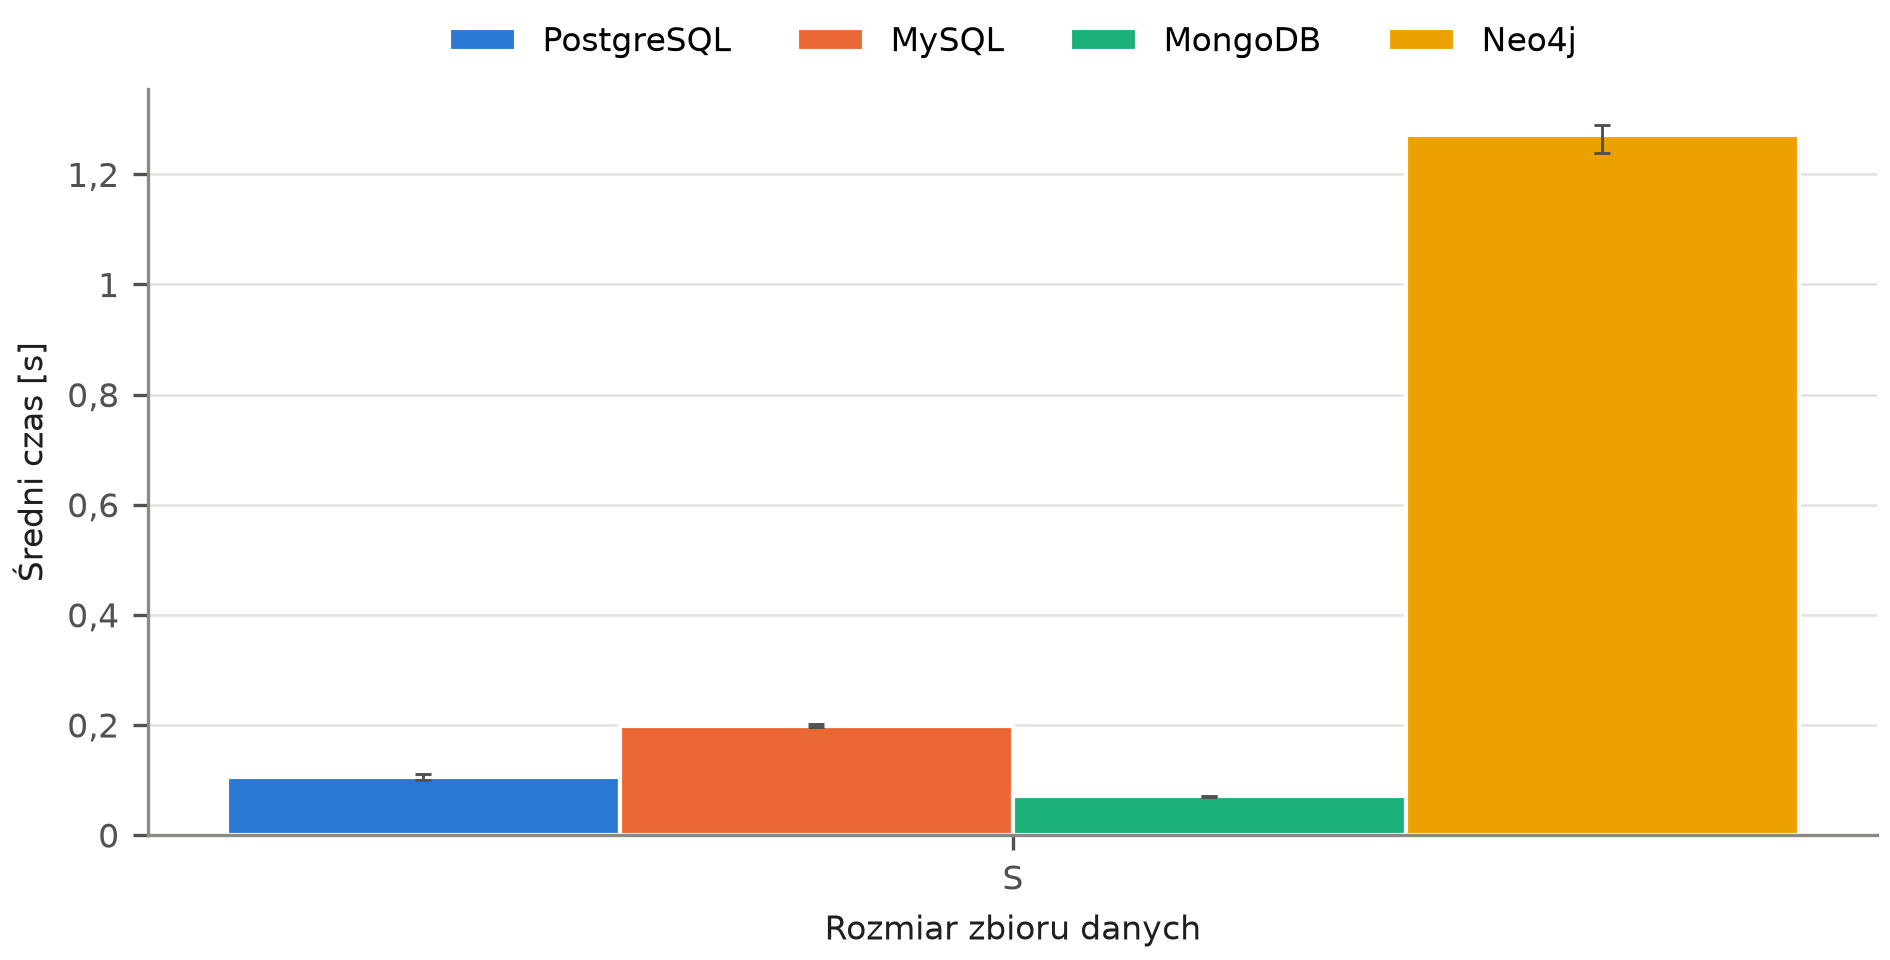 PostgreSQL MySQL MongoDB Neo4j
Średni czas [s]
1,2
1
0,8
0,6
0,4
0,2
0
S
Rozmiar zbioru danych